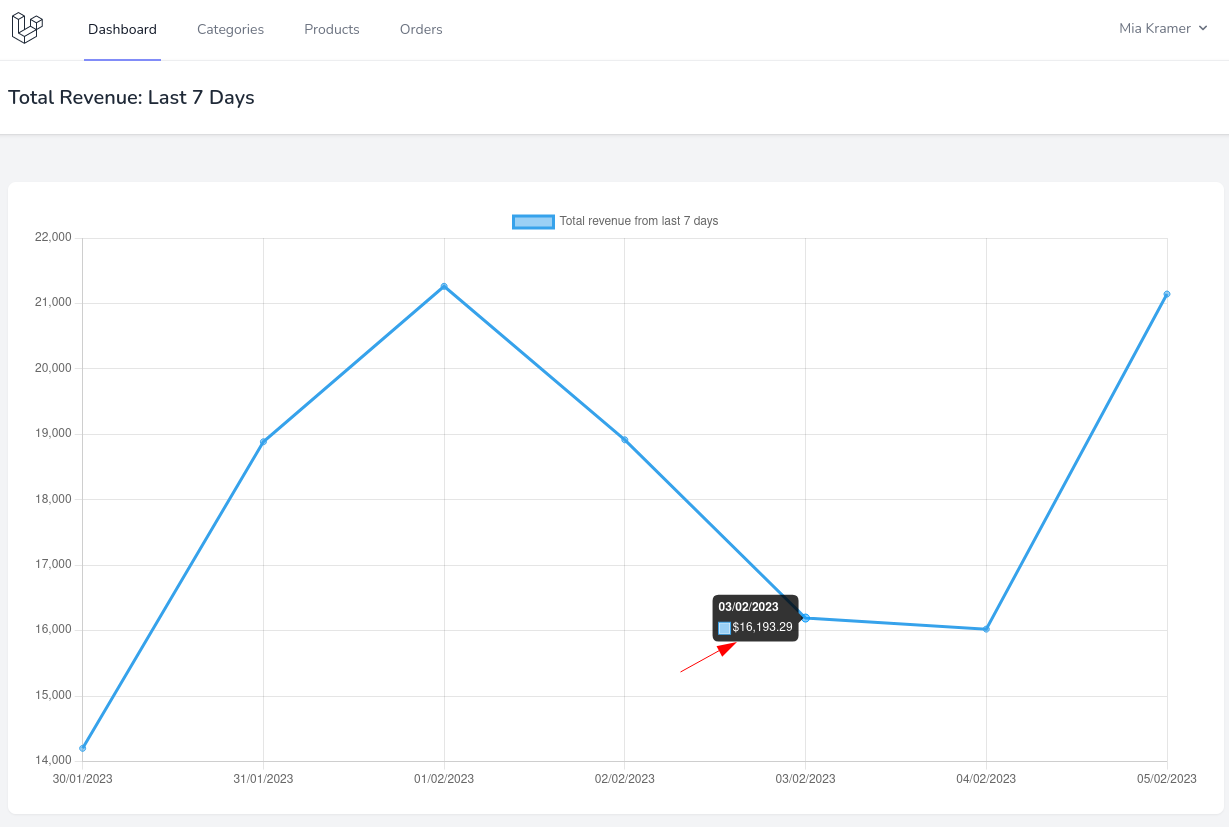 Dashboard Categories Products Orders Mia Kramer
Total Revenue: Last 7 Days
Total revenue from last 7 days
22,000
21,000
20,000
19,000
18,000
17,000
03/02/2023
$16,193.29
16,000
15,000
14,000
30/01/2023 31/01/2023 01/02/2023 02/02/2023 03/02/2023 04/02/2023 05/02/2023